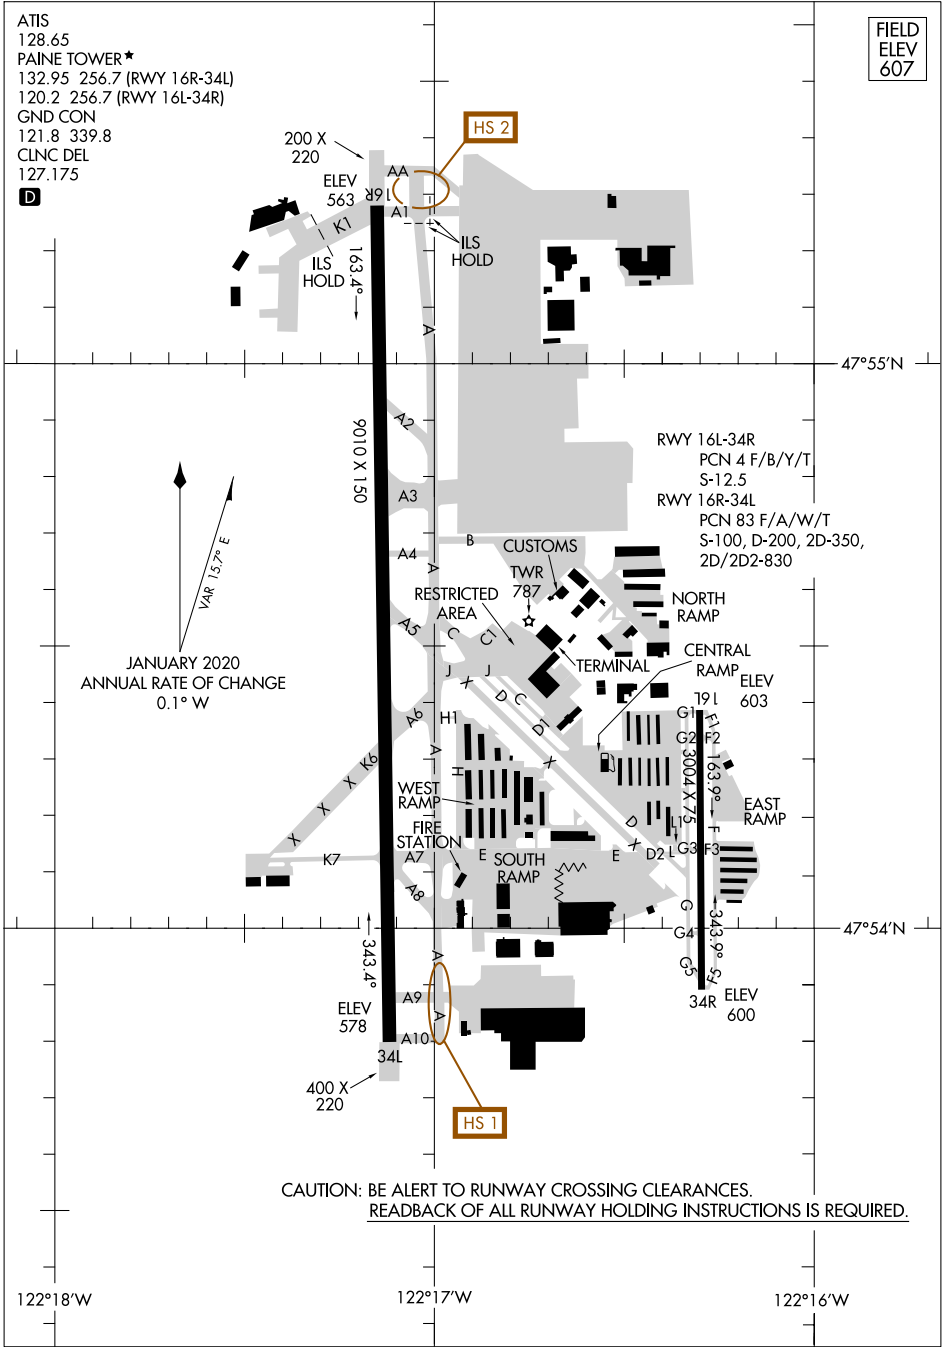 ATIS
128.65
PAINE TOWER★
132.95 256.7 (RWY 16R-34L)
120.2 256.7 (RWY 16L-34R)
GND CON
121.8 339.8
CLNC DEL
127.175
D
FIELD
ELEV
607
HS 2
200 X
220
AA
ELEV
563
16R
A1
K1
ILS
HOLD
ILS
HOLD
163.4°
A
47°55'N
A2
9010 X 150
RWY 16L-34R
PCN 4 F/B/Y/T
S-12.5
RWY 16R-34L
PCN 83 F/A/W/T
S-100, D-200, 2D-350,
2D/2D2-830
A3
B
A4
A
CUSTOMS
TWR
787
RESTRICTED
AREA
NORTH
RAMP
VAR 15.7° E
A5
C
C1
JANUARY 2020
ANNUAL RATE OF CHANGE
0.1° W
TERMINAL
CENTRAL
RAMP
J
J
X
D
C
D1
ELEV
603
16L
A6
H1
G1
F1
G2
F2
A
H
K6
X
X
X
X
3004 X 75
163.9°
WEST
RAMP
EAST
RAMP
FIRE
STATION
D
L1
F
X
K7
A7
E
SOUTH
RAMP
E
D2
L
G3
F3
A8
G
G4
343.9°
47°54'N
343.4°
A
G5
F5
A9
A
34R
ELEV
600
ELEV
578
A10
34L
400 X
220
HS 1
CAUTION: BE ALERT TO RUNWAY CROSSING CLEARANCES.
READBACK OF ALL RUNWAY HOLDING INSTRUCTIONS IS REQUIRED.
122°18'W
122°17'W
122°16'W